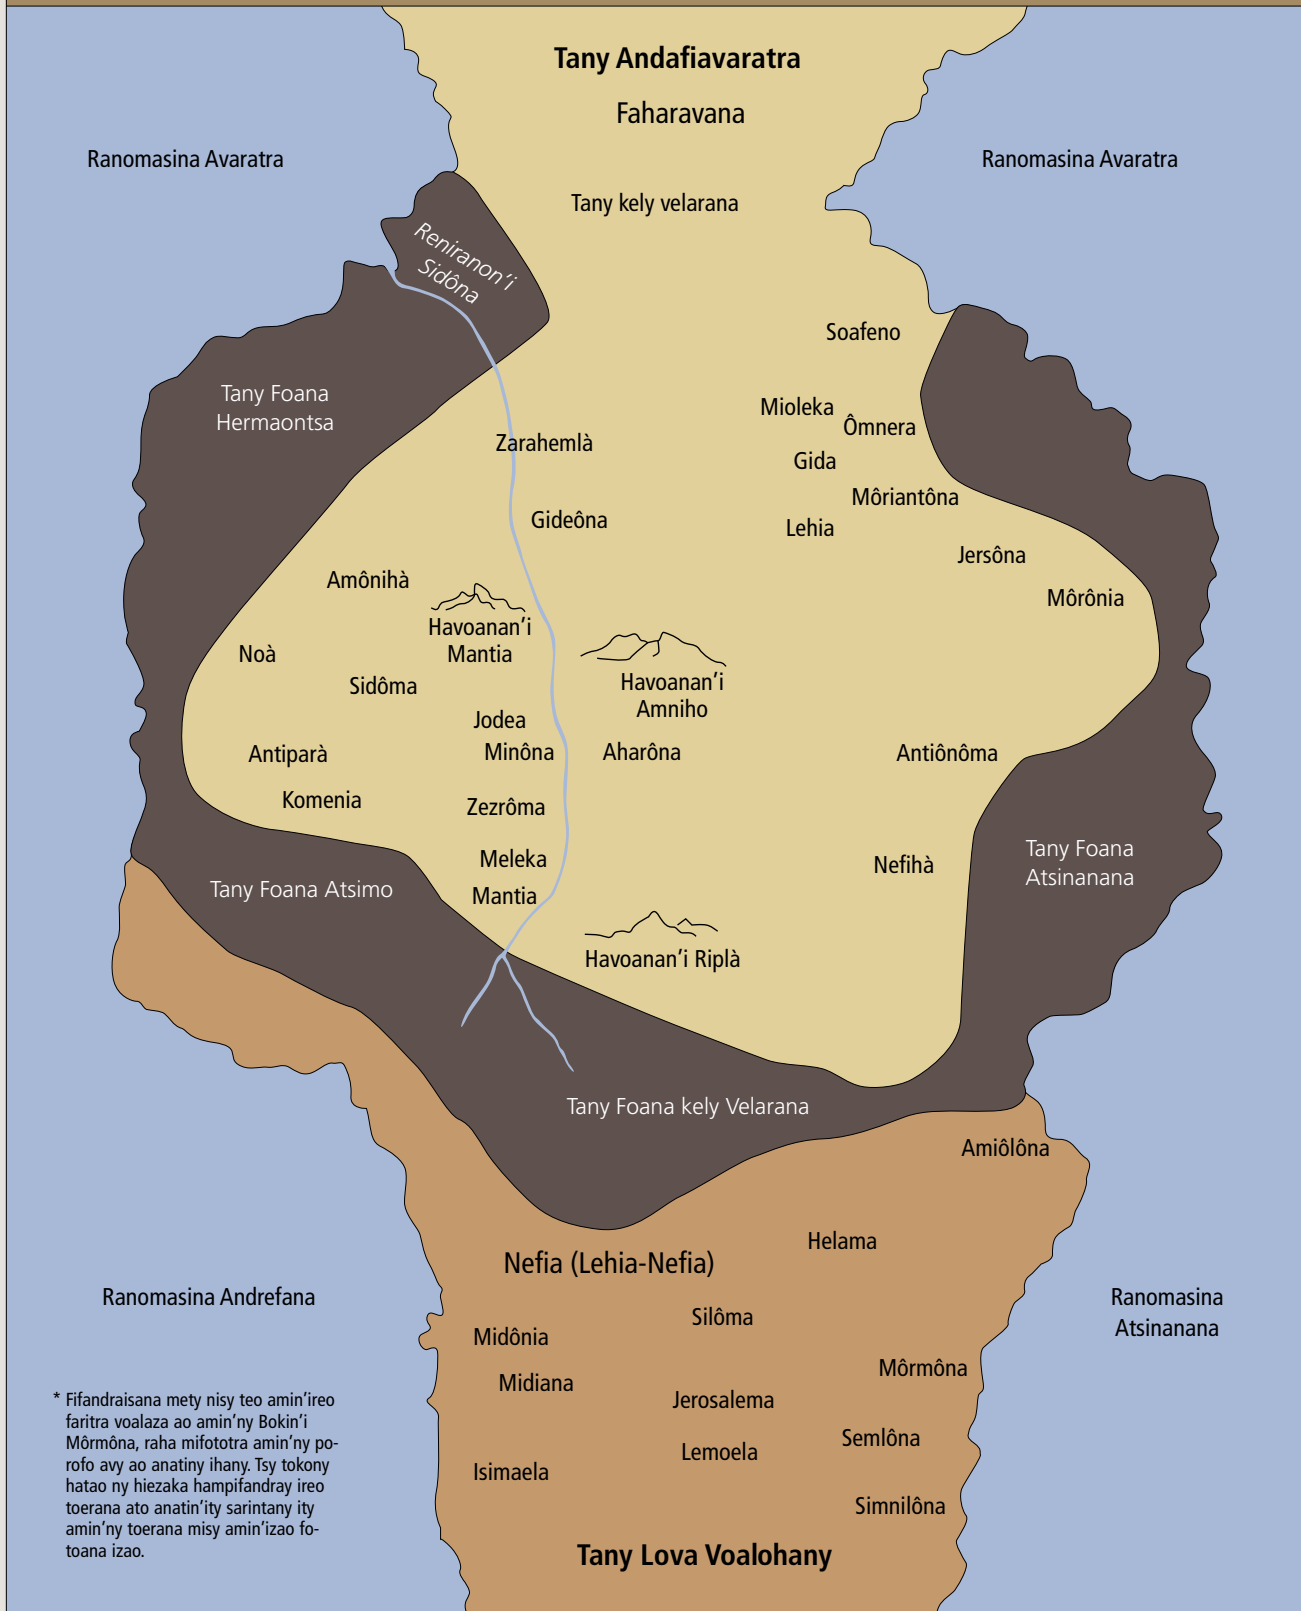 Tany Andafiavaratra
Faharavana
Ranomasina Avaratra
Ranomasina Avaratra
Tany kely velarana
Reniranon’i
Sidôna
Soafeno
Tany Foana
Hermaontsa
Mioleka
Ômnera
Zarahemlà
Gida
Môriantôna
Gideôna
Lehia
Jersôna
Amônihà
Môrônia
Havoanan’i
Mantia
Noà
Sidôma
Havoanan’i
Amniho
Jodea
Minôna
Aharôna
Antiparà
Antiônôma
Komenia
Zezrôma
Meleka
Nefihà
Tany Foana
Atsinanana
Tany Foana Atsimo
Mantia
Havoanan’i Riplà
Tany Foana kely Velarana
Amiôlôna
Helama
Nefia (Lehia-Nefia)
Ranomasina Andrefana
Ranomasina
Atsinanana
Silôma
Midônia
Môrmôna
Midiana
Jerosalema
Semlôna
Lemoela
Isimaela
Simnilôna
Tany Lova Voalohany
* Fifandraisana mety nisy teo amin’ireo
faritra voalaza ao amin’ny Bokin’i
Môrmôna, raha mifototra amin’ny po-
rofo avy ao anatiny ihany. Tsy tokony
hatao ny hiezaka hampifandray ireo
toerana ato anatin’ity sarintany ity
amin’ny toerana misy amin’izao fo-
toana izao.